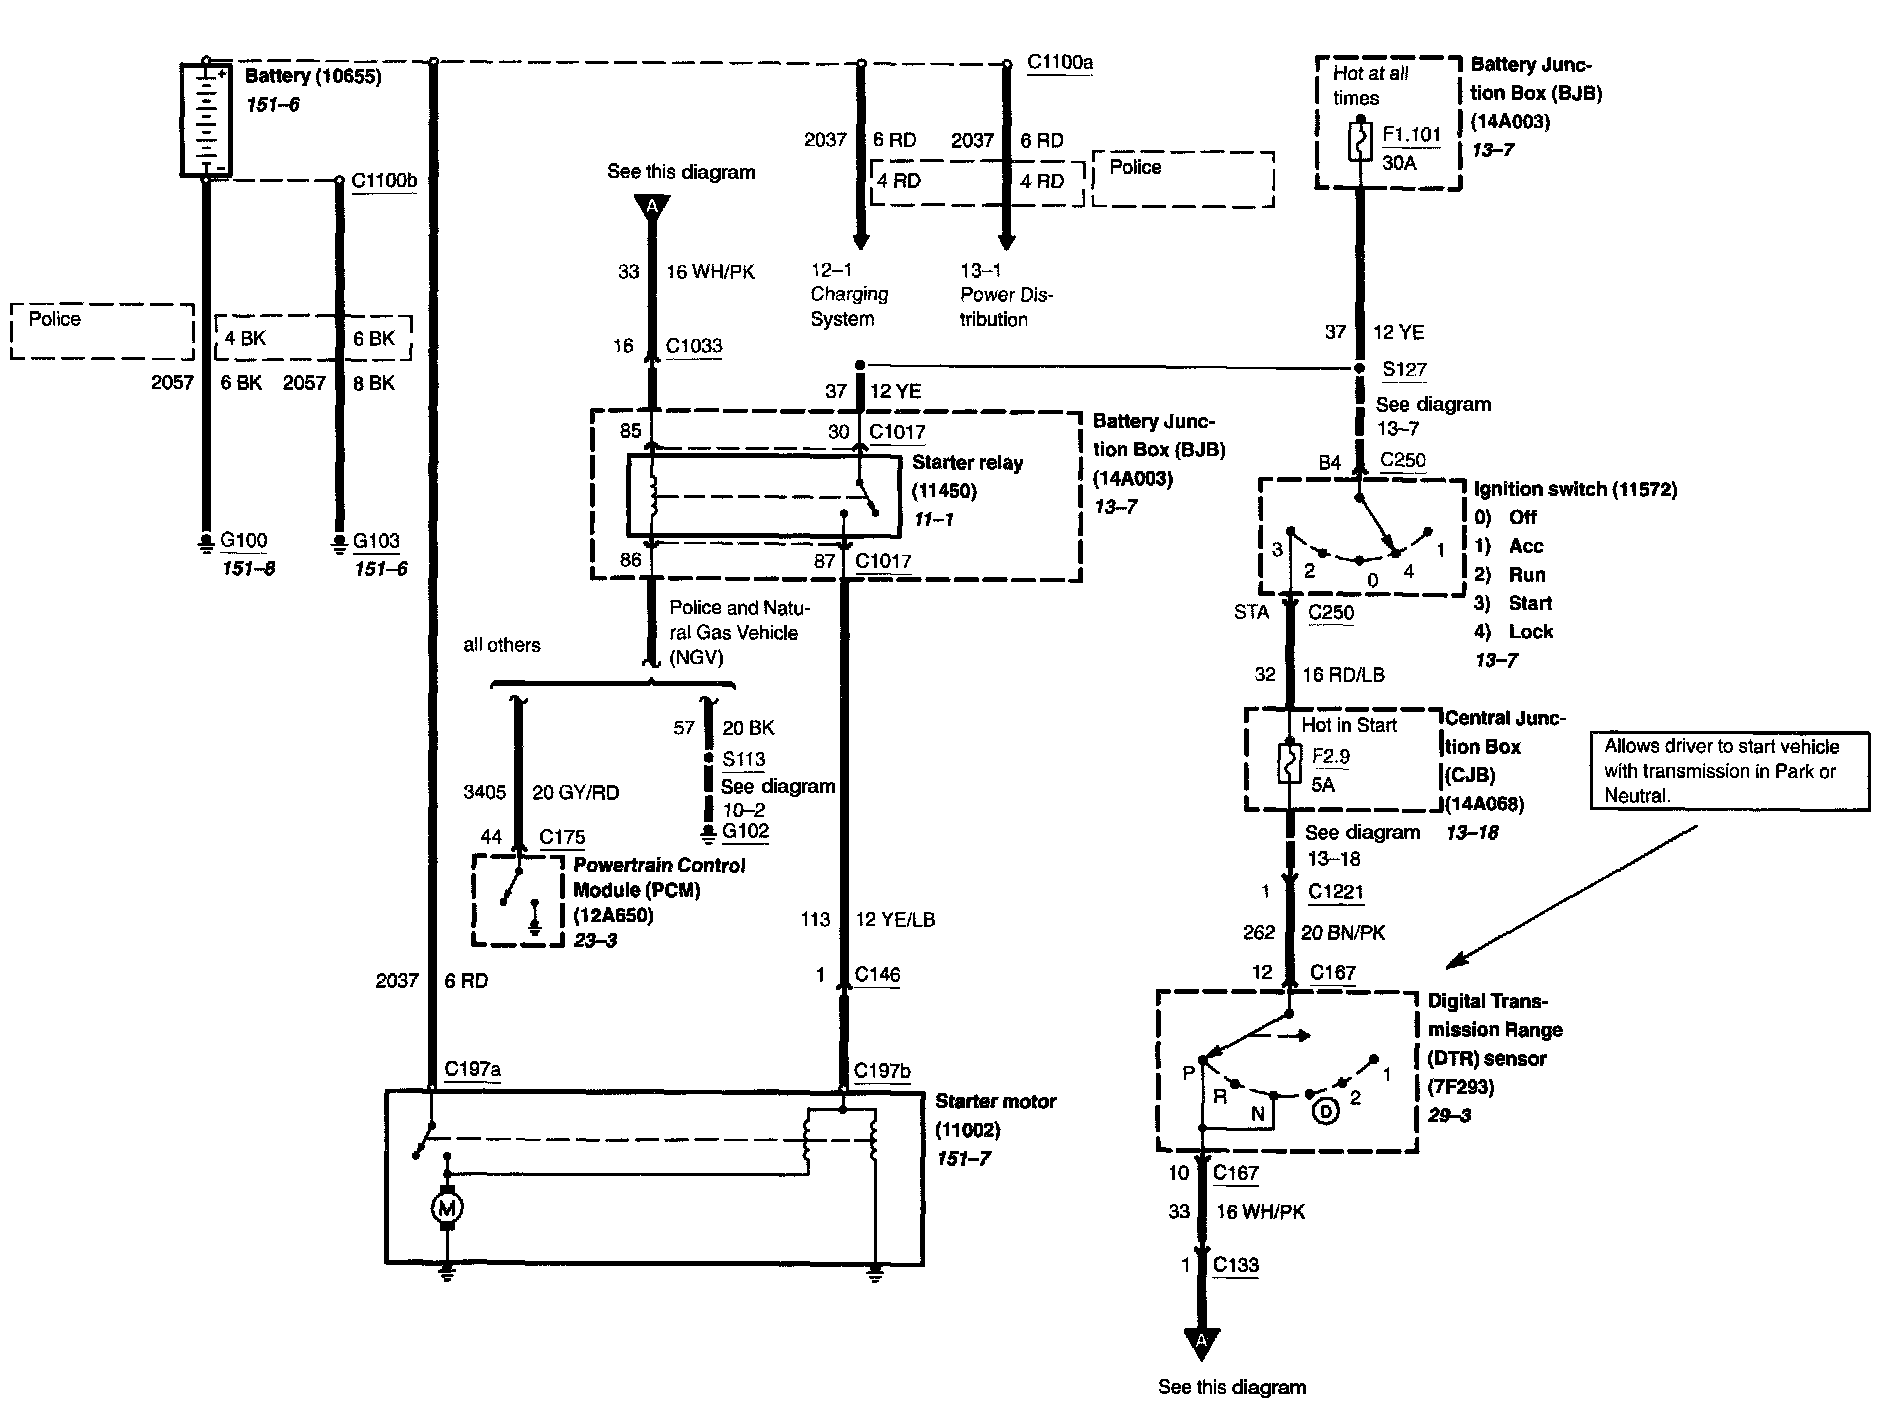 Battery (10655)
151-6
C1100b
Police
4 BK
6 BK
2057
6 BK
2057
8 BK
G100
151-8
G103
151-6
C1100a
2037
6 RD
2037
6 RD
4 RD
4 RD
Police
12-1
Charging
System
13-1
Power Dis-
tribution
See this diagram
A
33
16 WH/PK
16
C1033
37
12 YE
85
30
C1017
Starter relay
(11450)
11-1
86
87
C1017
Battery Junc-
tion Box (BJB)
(14A003)
13-7
Police and Natu-
ral Gas Vehicle
(NGV)
all others
57
20 BK
S113
See diagram
10-2
G102
3405
20 GY/RD
44
C175
Powertrain Control
Module (PCM)
(12A650)
23-3
113
12 YE/LB
1
C146
2037
6 RD
C197a
C197b
Starter motor
(11002)
151-7
M
Hot at all
times
F1.101
30A
Battery Junc-
tion Box (BJB)
(14A003)
13-7
37
12 YE
S127
See diagram
13-7
B4
C250
3
2
0
4
1
Ignition switch (11572)
0) Off
1) Acc
2) Run
3) Start
4) Lock
13-7
STA
C250
32
16 RD/LB
Hot in Start
F2.9
5A
Central Junc-
tion Box
(CJB)
(14A068)
13-18
See diagram
13-18
1
C1221
262
20 BN/PK
12
C167
Allows driver to start vehicle
with transmission in Park or
Neutral.
P
R
N
D
2
1
Digital Trans-
mission Range
(DTR) sensor
(7F293)
29-3
10
C167
33
16 WH/PK
1
C133
A
See this diagram